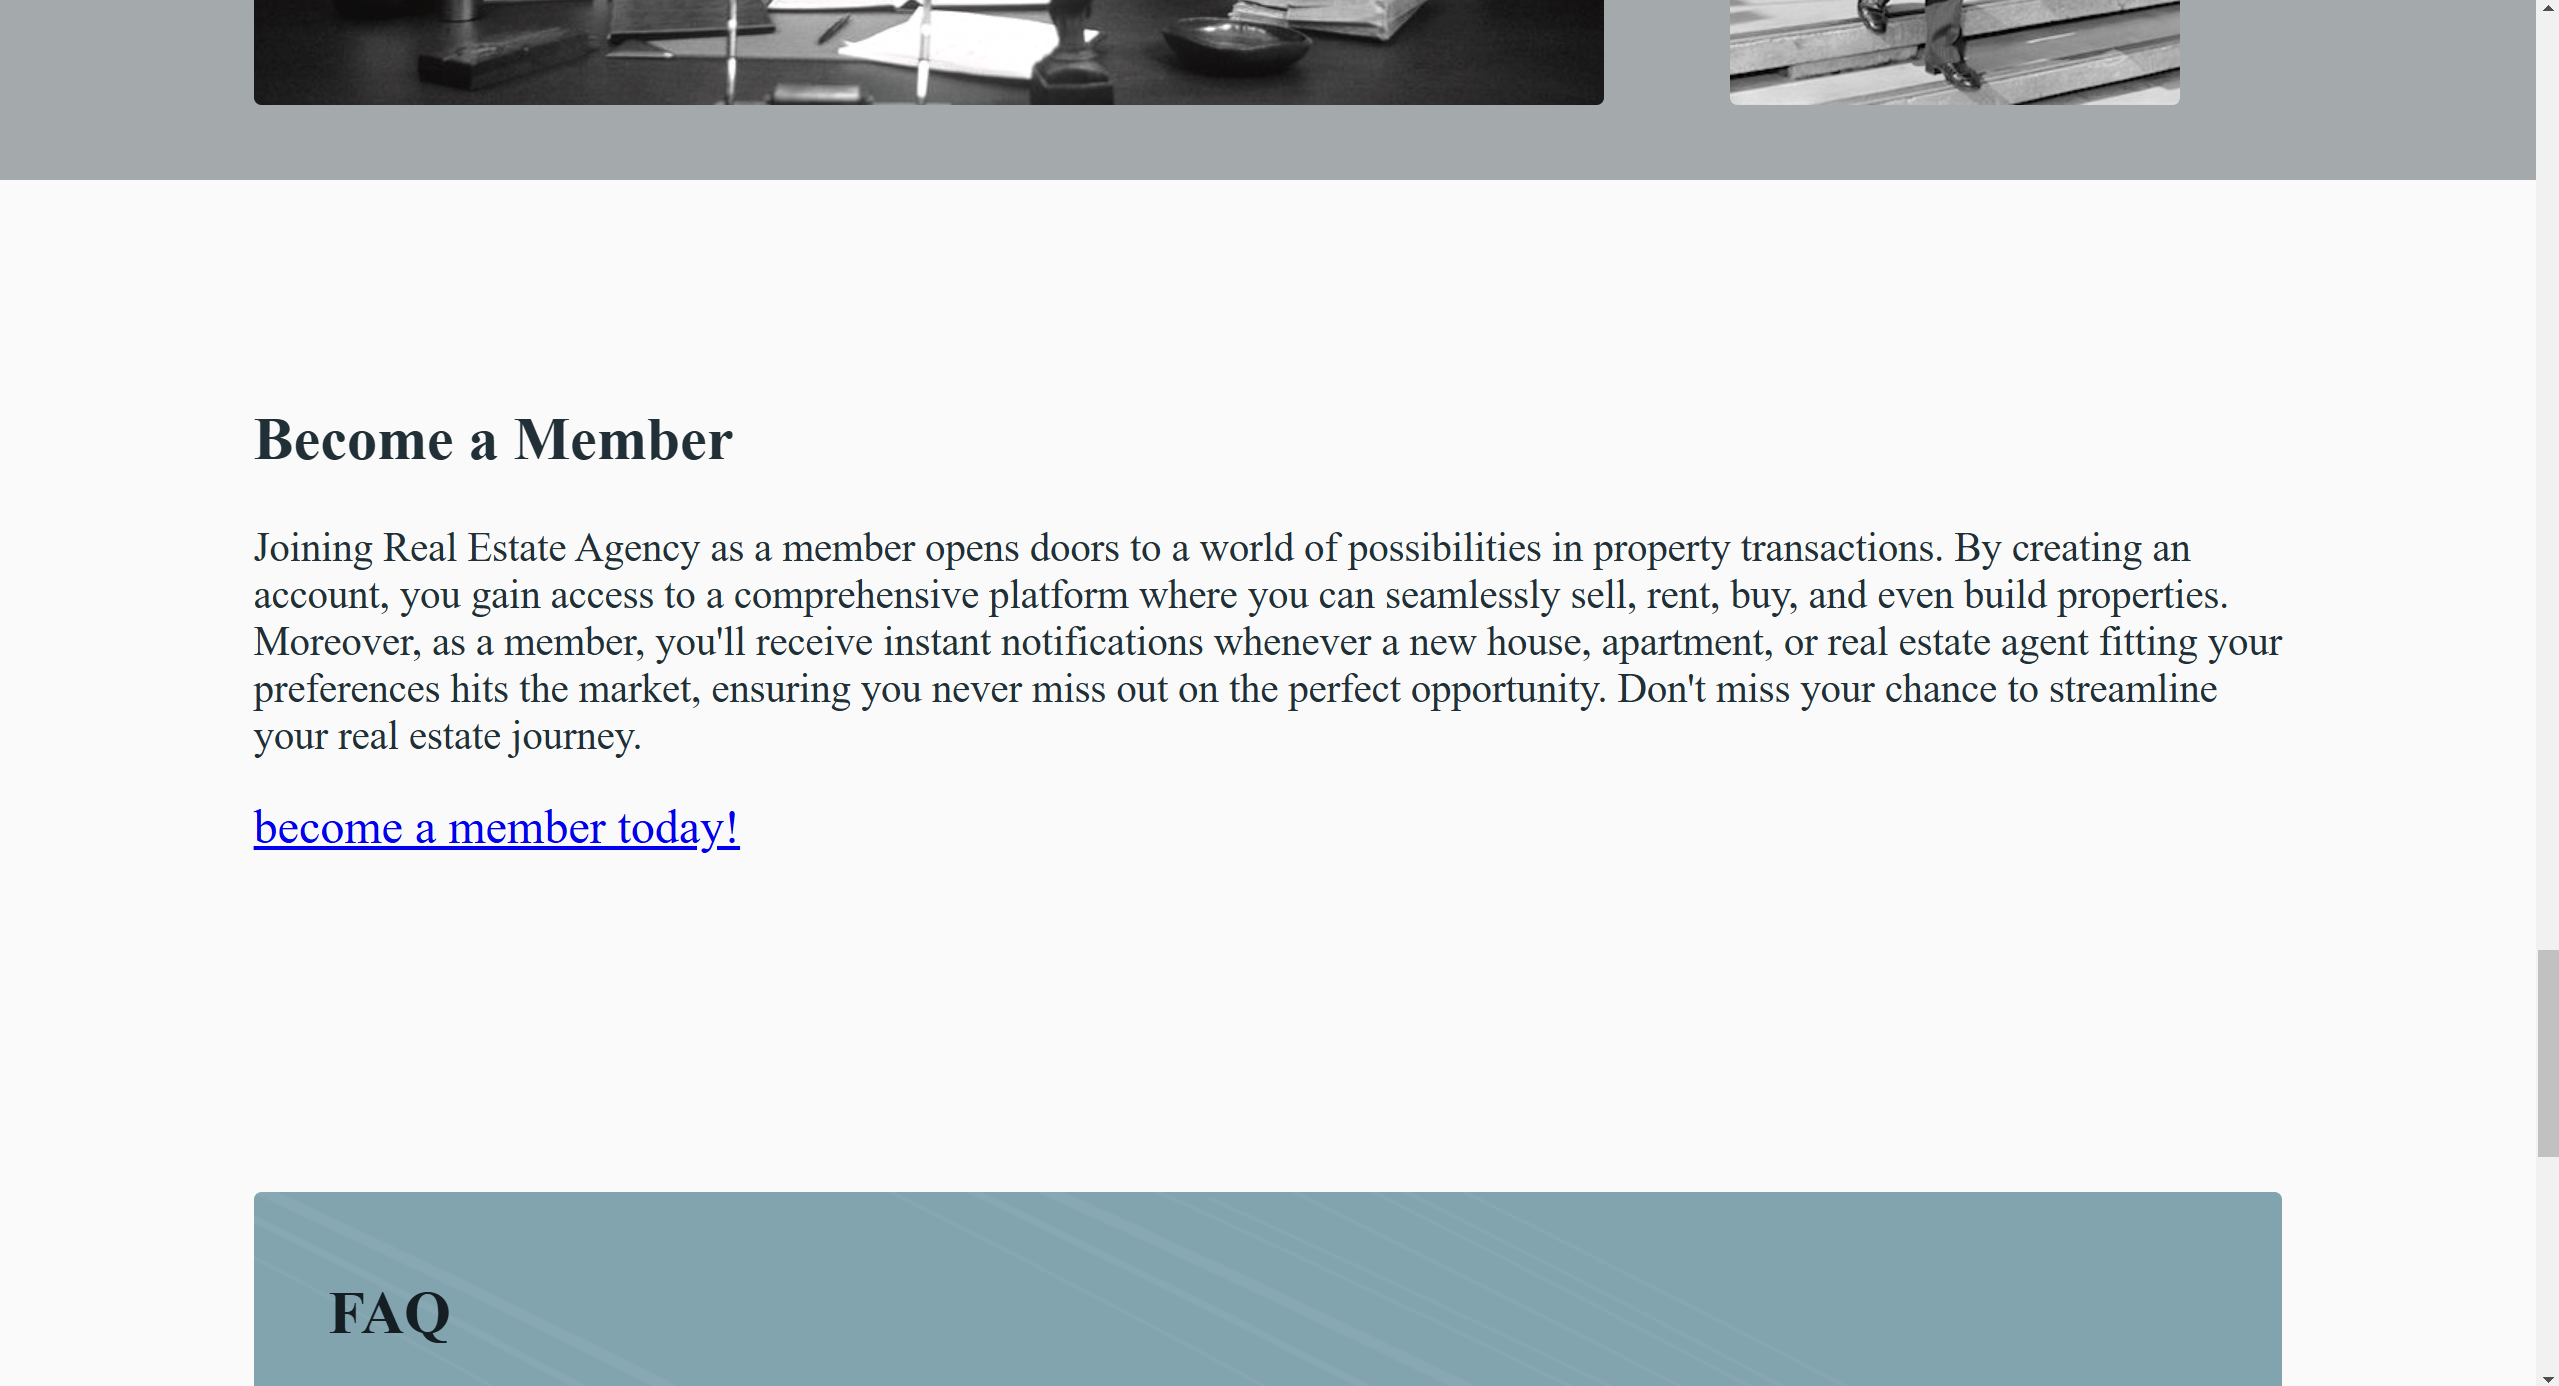 Become a Member
Joining Real Estate Agency as a member opens doors to a world of possibilities in property transactions. By creating an
account, you gain access to a comprehensive platform where you can seamlessly sell, rent, buy, and even build properties.
Moreover, as a member, you'll receive instant notifications whenever a new house, apartment, or real estate agent fitting your
preferences hits the market, ensuring you never miss out on the perfect opportunity. Don't miss your chance to streamline
your real estate journey.
become a member today!
FAQ